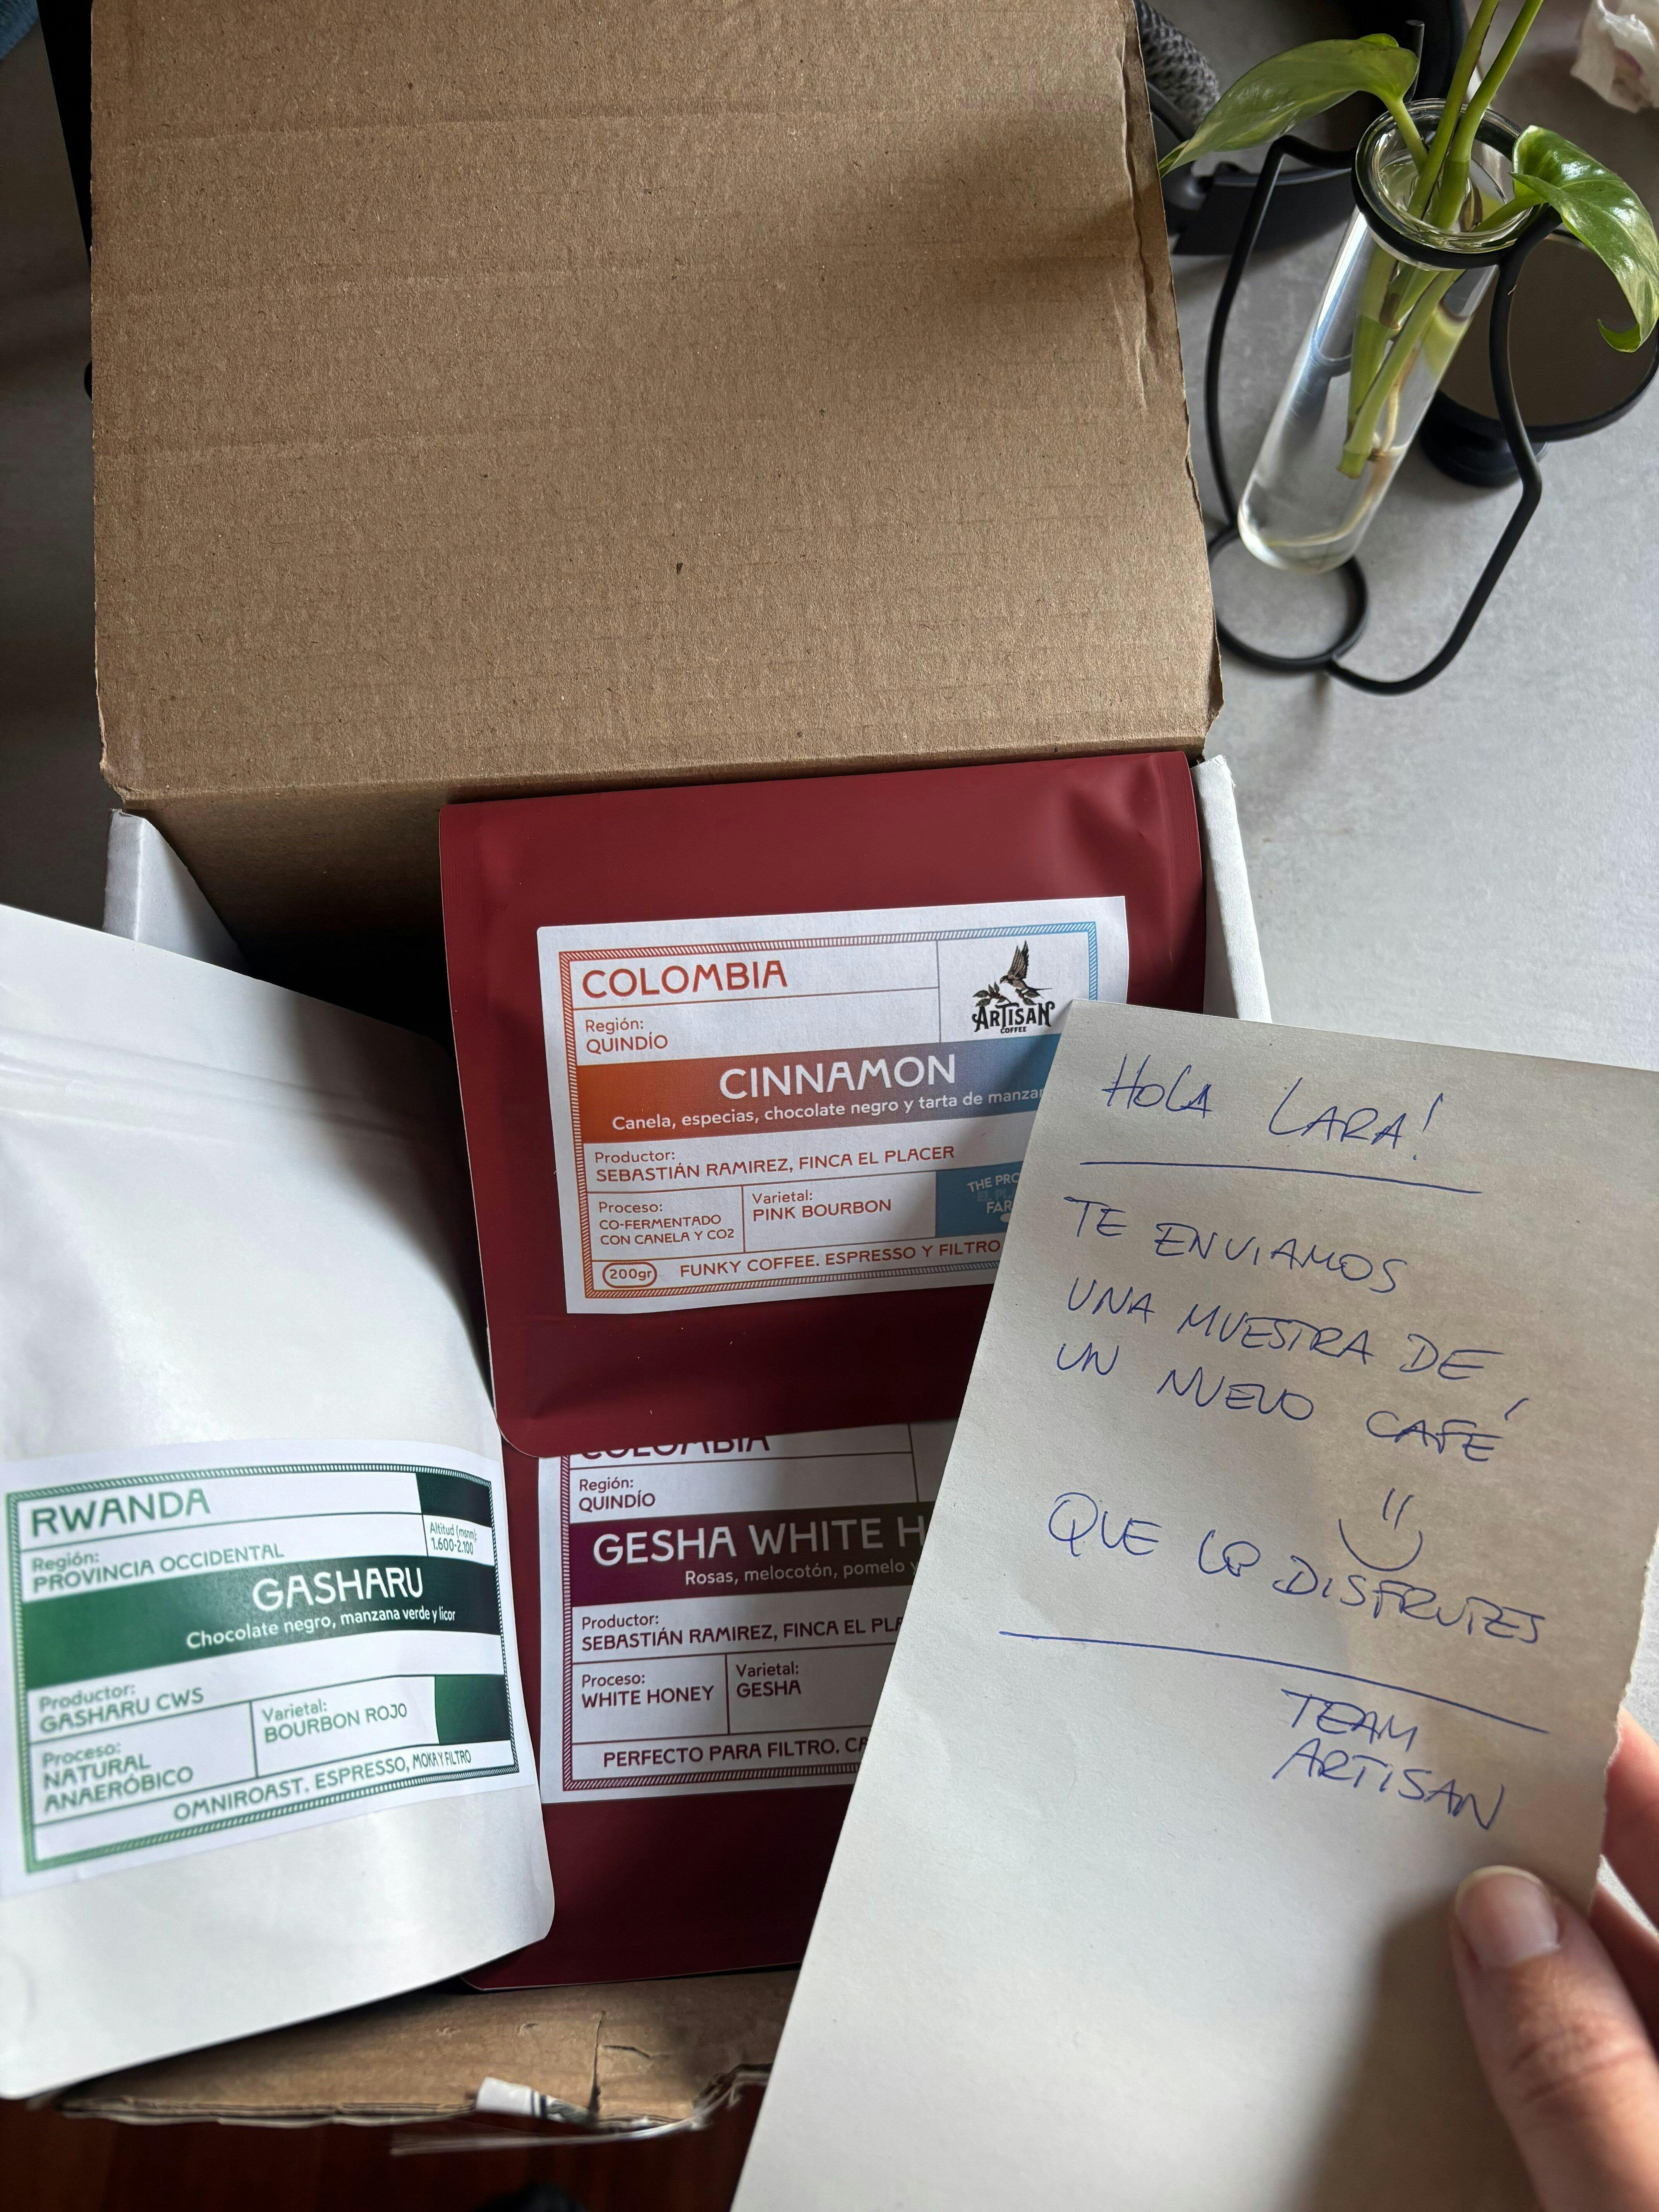 COLOMBIA
ARTISAN
COFFEE
Región:
QUINDÍO
CINNAMON
Canela, especias, chocolate negro y tarta de
Productor:
SEBASTIÁN RAMIREZ, FINCA EL PLACER
Proceso:
CO-FERMENTADO
CON CANELA Y CO2
Varietal:
PINK BOURBON
THE
200gr
FUNKY COFFEE. ESPRESSO Y FILTRO
COLOMBIA
Región:
QUINDÍO
GESHA WHITE
Rosas, melocotón, pomelo
Productor:
SEBASTIÁN RAMIREZ, FINCA EL
Proceso:
WHITE HONEY
Varietal:
GESHA
PERFECTO PARA FILTRO.
RWANDA
Altitud (msnm):
1.600-2.100
Región:
PROVINCIA OCCIDENTAL
GASHARU
Chocolate negro, manzana verde y licor
Productor:
GASHARU CWS
Proceso:
NATURAL
ANAERÓBICO
Varietal:
BOURBON ROJO
OMNIROAST. ESPRESSO, MOKA Y FILTRO
HOLA LARA!
TE ENVIAMOS
UNA MUESTRA DE
UN NUEVO CAFÉ
QUE LO DISFRUTES
TEAM
ARTISAN